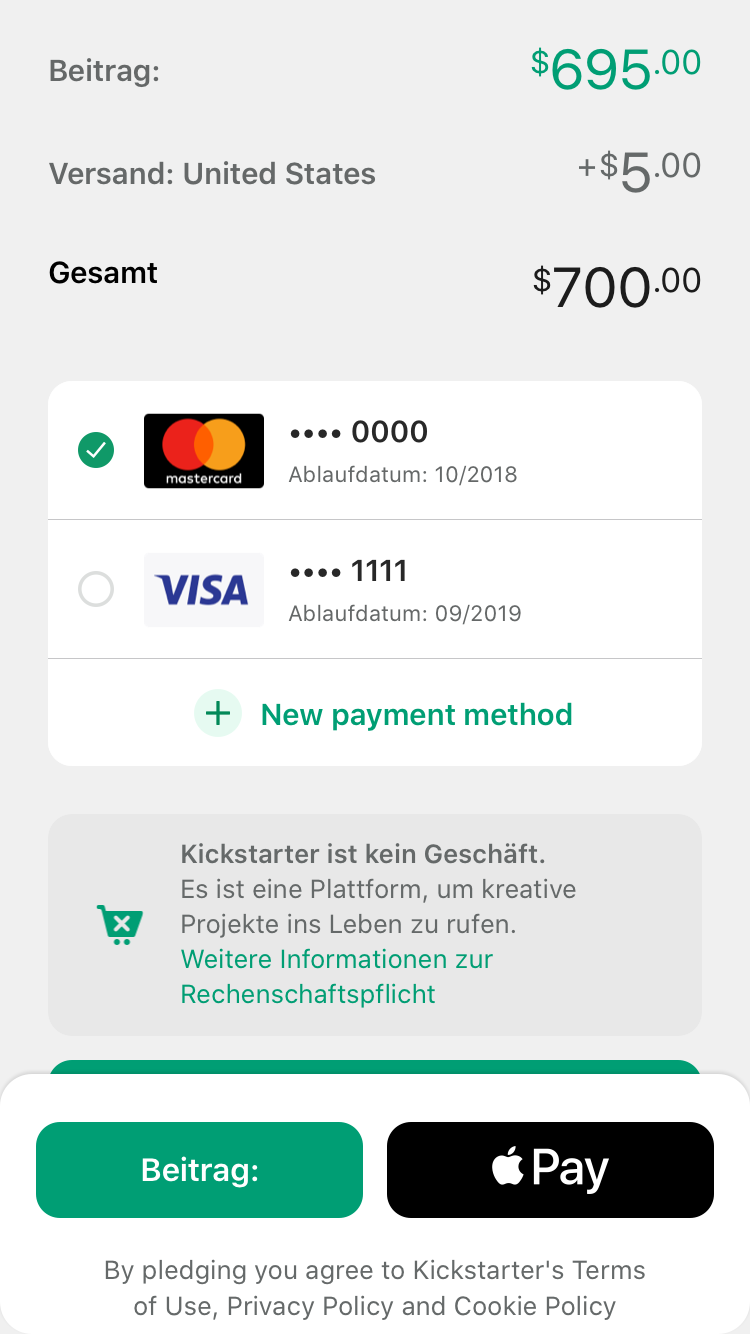 Beitrag: $695.00
Versand: United States +$5.00
Gesamt $700.00
mastercard
•••• 0000
Ablaufdatum: 10/2018
VISA
•••• 1111
Ablaufdatum: 09/2019
+ New payment method
Kickstarter ist kein Geschäft.
Es ist eine Plattform, um kreative
Projekte ins Leben zu rufen.
Weitere Informationen zur
Rechenschaftspflicht
Beitrag:
Pay
By pledging you agree to Kickstarter's Terms
of Use, Privacy Policy and Cookie Policy